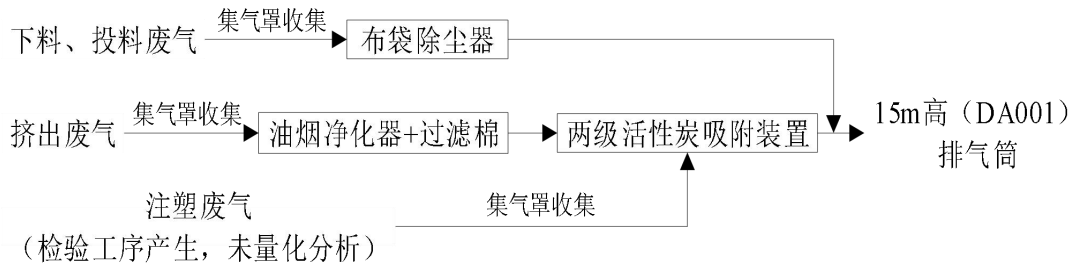 下料、投料废气
集气罩收集
布袋除尘器
挤出废气
集气罩收集
油烟净化器+过滤棉
两级活性炭吸附装置
15m高（DA001）
排气筒
注塑废气
（检验工序产生，未量化分析）
集气罩收集